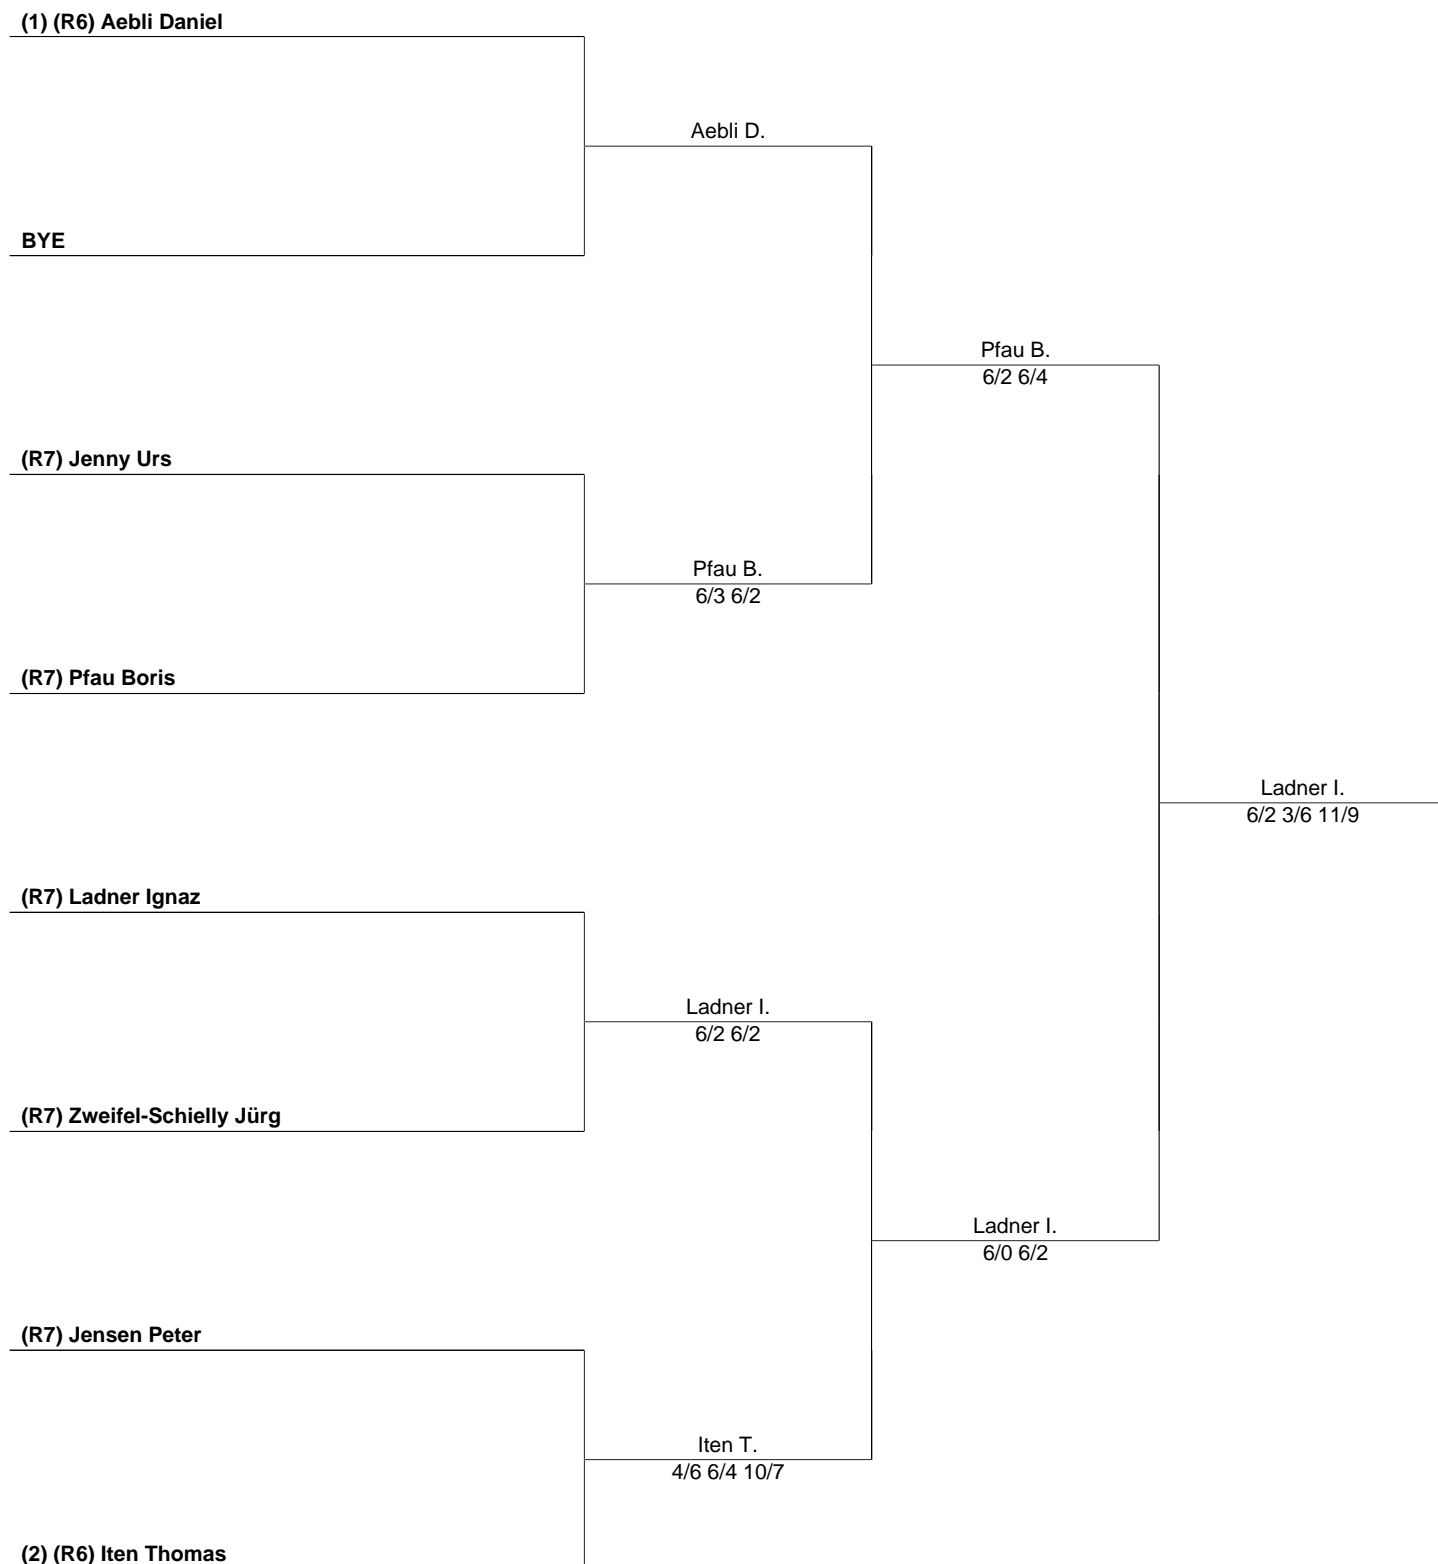 (1) (R6) Aebli Daniel
Aebli D.
BYE
Pfau B.
6/2 6/4
(R7) Jenny Urs
Pfau B.
6/3 6/2
(R7) Pfau Boris
Ladner I.
6/2 3/6 11/9
(R7) Ladner Ignaz
Ladner I.
6/2 6/2
(R7) Zweifel-Schielly Jürg
Ladner I.
6/0 6/2
(R7) Jensen Peter
Iten T.
4/6 6/4 10/7
(2) (R6) Iten Thomas